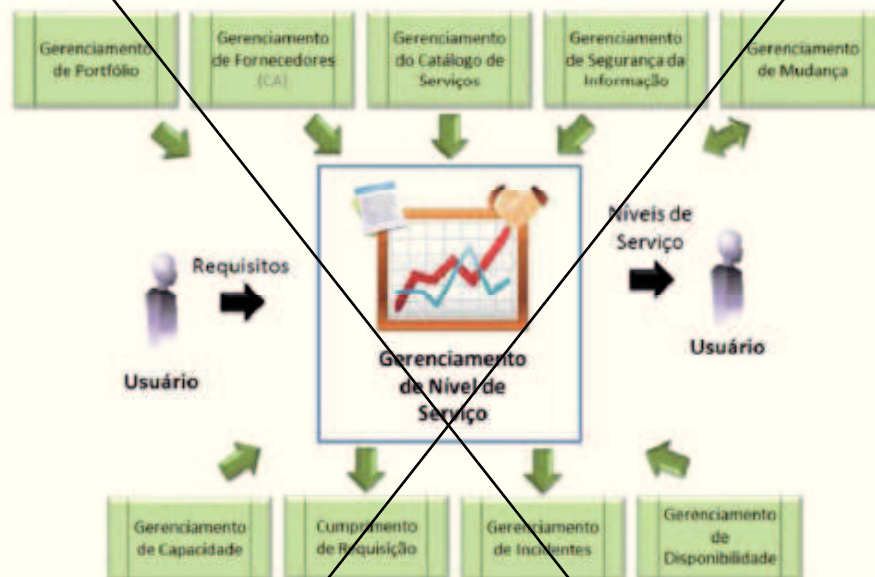 Gerenciamento
de Portfólio
Gerenciamento
de Fornecedores
(CA)
Gerenciamento
do Catálogo de
Serviços
Gerenciamento
de Segurança da
Informação
Gerenciamento
de Mudança
Requisitos
Usuário
Níveis de
Serviço
Usuário
Gerenciamento
de Nível de
Serviço
Gerenciamento
de Capacidade
Cumprimento
de Requisição
Gerenciamento
de Incidentes
Gerenciamento
de
Disponibilidade